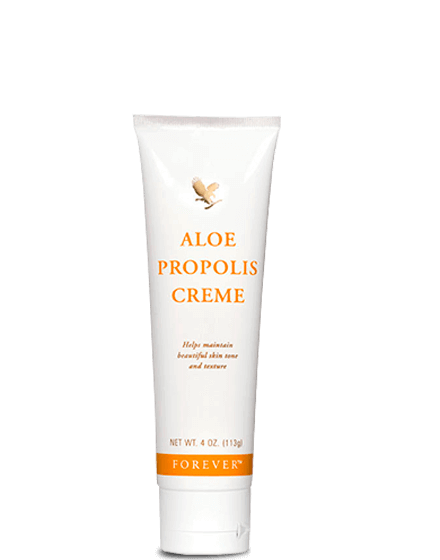 ALOE
PROPOLIS
CREME
Helps maintain
beautiful skin tone
and texture
NET WT. 4 OZ. (113g)
FOREVER™